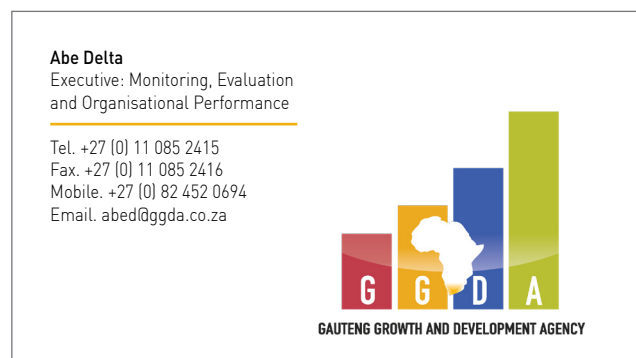 Abe Delta
Executive: Monitoring, Evaluation
and Organisational Performance
Tel. +27 (0) 11 085 2415
Fax. +27 (0) 11 085 2416
Mobile. +27 (0) 82 452 0694
Email. abed@ggda.co.za
G G D A
GAUTENG GROWTH AND DEVELOPMENT AGENCY